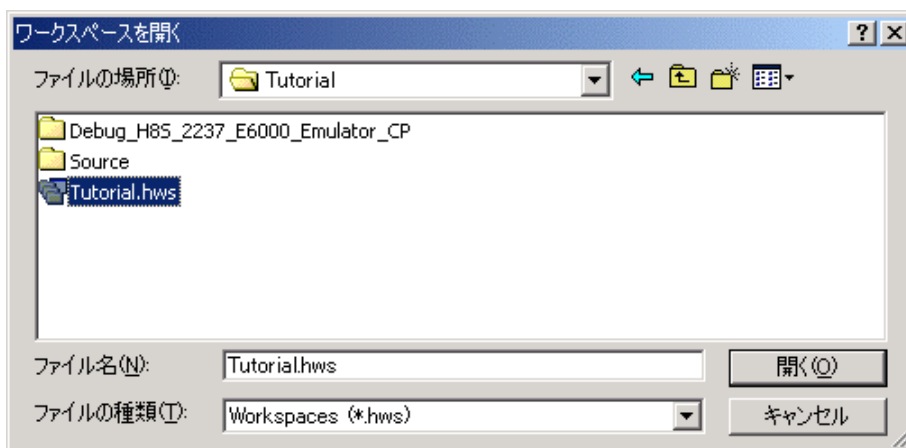 ワークスペースを開く
ファイルの場所(I):
Tutorial
Debug_H8S_2237_E6000_Emulator_CP
Source
Tutorial.hws
ファイル名(N):
Tutorial.hws
開く(O)
ファイルの種類(T):
Workspaces (*.hws)
キャンセル